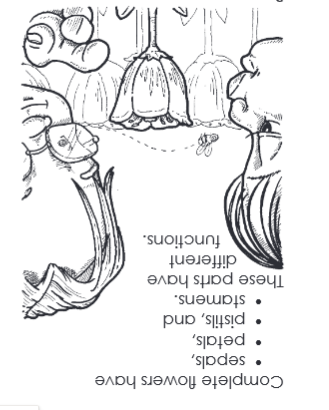 Complete flowers have
• sepals,
• petals,
• pistils, and
• stamens.
These parts have
different
functions.